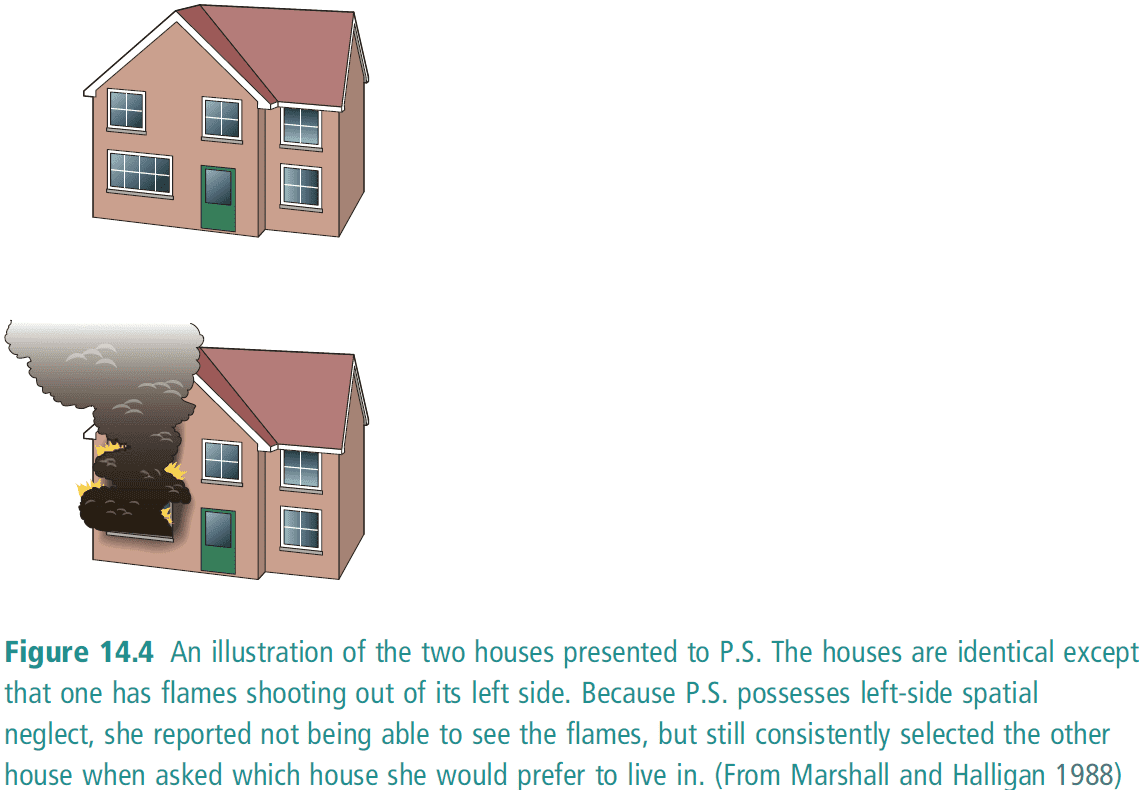 Figure 14.4 An illustration of the two houses presented to P.S. The houses are identical except
that one has flames shooting out of its left side. Because P.S. possesses left-side spatial
neglect, she reported not being able to see the flames, but still consistently selected the other
house when asked which house she would prefer to live in. (From Marshall and Halligan 1988)